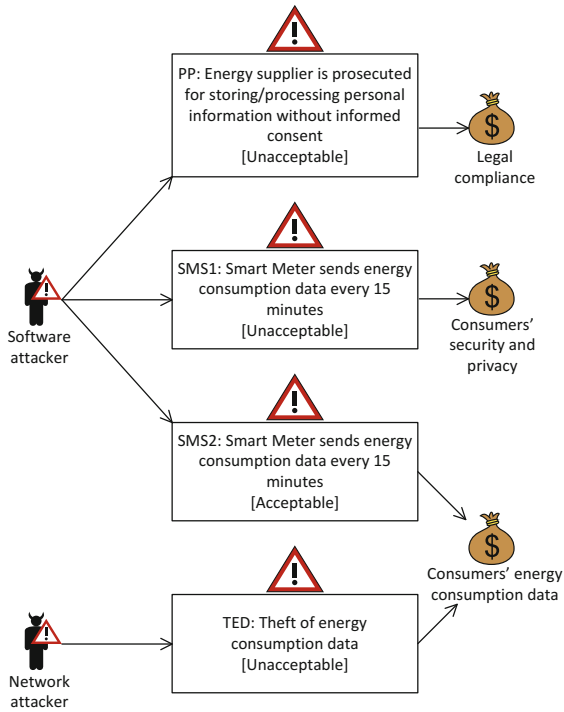 PP: Energy supplier is prosecuted
for storing/processing personal
information without informed
consent
[Unacceptable]
$
Legal
compliance
SMS1: Smart Meter sends energy
consumption data every 15
minutes
[Unacceptable]
$
Consumers’
security and
privacy
Software
attacker
SMS2: Smart Meter sends energy
consumption data every 15
minutes
[Acceptable]
$
Consumers’ energy
consumption data
TED: Theft of energy
consumption data
[Unacceptable]
Network
attacker